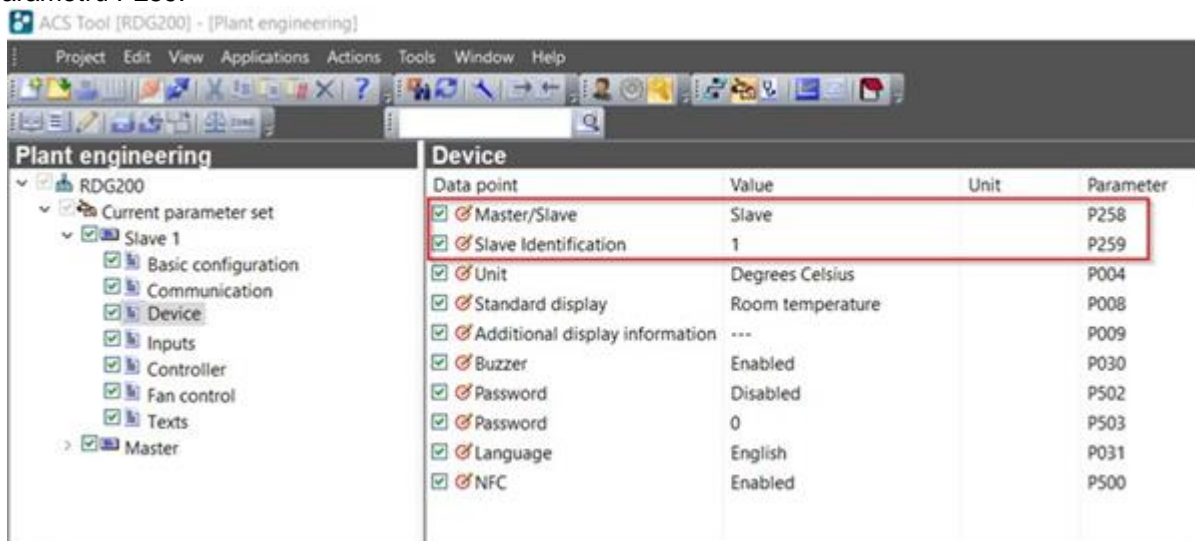 ACS Tool [RDG200] - [Plant engineering]
Project Edit View Applications Actions Tools Window Help
Plant engineering
RDG200
Current parameter set
Slave 1
Basic configuration
Communication
Device
Inputs
Controller
Fan control
Texts
Master
Device
Data point Value Unit Parameter
Master/Slave Slave P258
Slave Identification 1 P259
Unit Degrees Celsius P004
Standard display Room temperature P008
Additional display information --- P009
Buzzer Enabled P030
Password Disabled P502
Password 0 P503
Language English P031
NFC Enabled P500